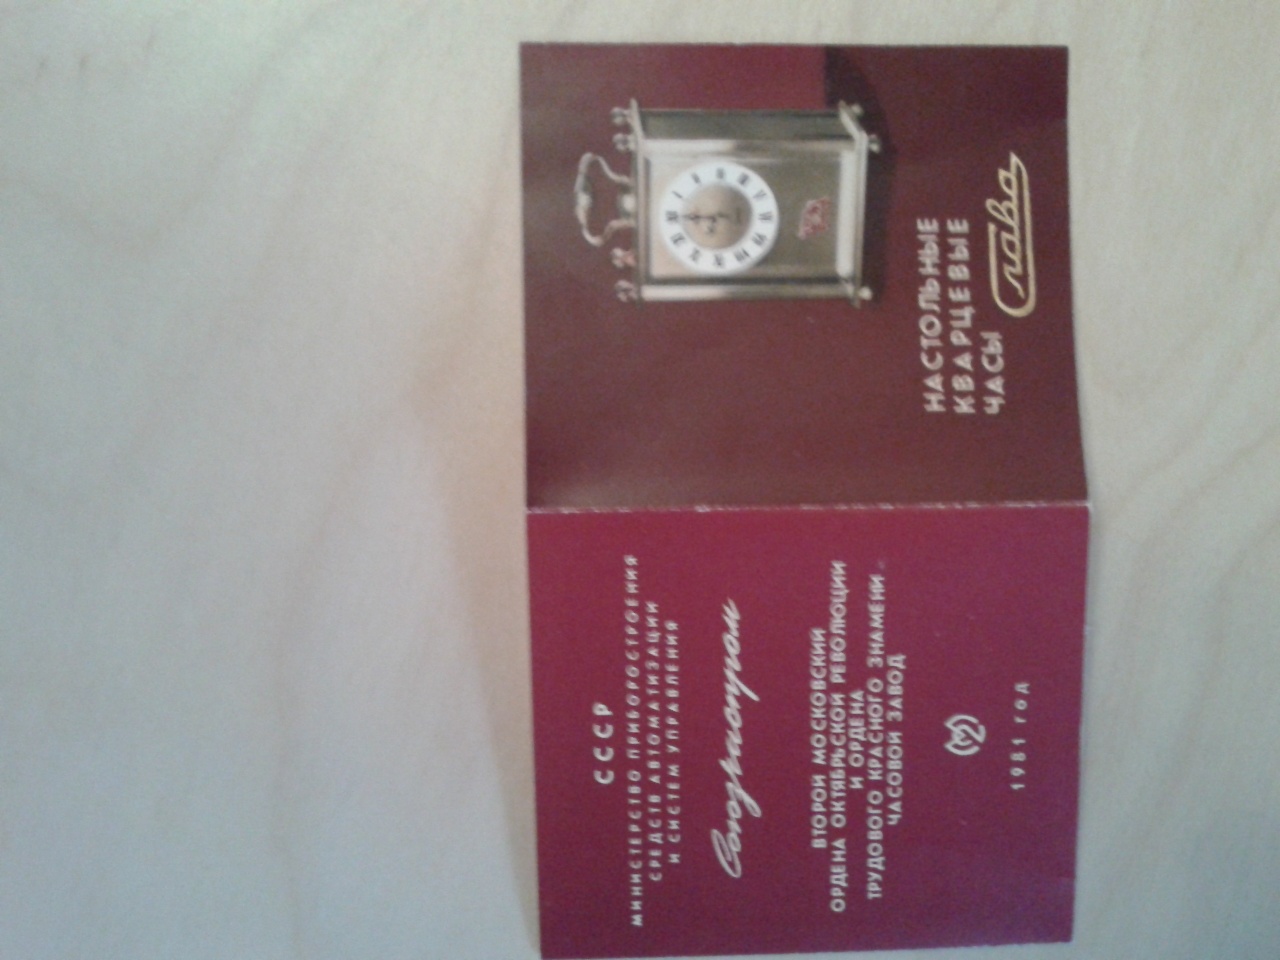 СССР
МИНИСТЕРСТВО ПРИБОРОСТРОЕНИЯ
СРЕДСТВ АВТОМАТИЗАЦИИ
И СИСТЕМ УПРАВЛЕНИЯ
Союзчаспром
ВТОРОЙ МОСКОВСКИЙ
ОРДЕНА ОКТЯБРЬСКОЙ РЕВОЛЮЦИИ
И ОРДЕНА
ТРУДОВОГО КРАСНОГО ЗНАМЕНИ
ЧАСОВОЙ ЗАВОД
1981 год
НАСТОЛЬНЫЕ
КВАРЦЕВЫЕ
ЧАСЫ
Слава